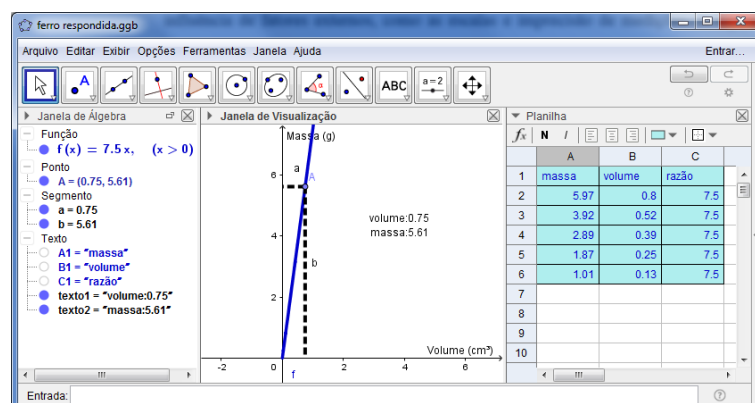 ferro respondida.ggb
Arquivo Editar Exibir Opções Ferramentas Janela Ajuda
Entrar...
A
ABC
a=2
Janela de Álgebra
Função
f(x) = 7.5 x, (x > 0)
Ponto
A = (0.75, 5.61)
Segmento
a = 0.75
b = 5.61
Texto
A1 = "massa"
B1 = "volume"
C1 = "razão"
texto1 = "volume:0.75"
texto2 = "massa:5.61"
Janela de Visualização
Massa (g)
a
A
6
volume:0.75
massa:5.61
4
b
2
Volume (cm³)
-2 0 2 4 6
f
Planilha
fx N I
A B C
1 massa volume razão
2 5.97 0.8 7.5
3 3.92 0.52 7.5
4 2.89 0.39 7.5
5 1.87 0.25 7.5
6 1.01 0.13 7.5
7
8
9
10
Entrada: